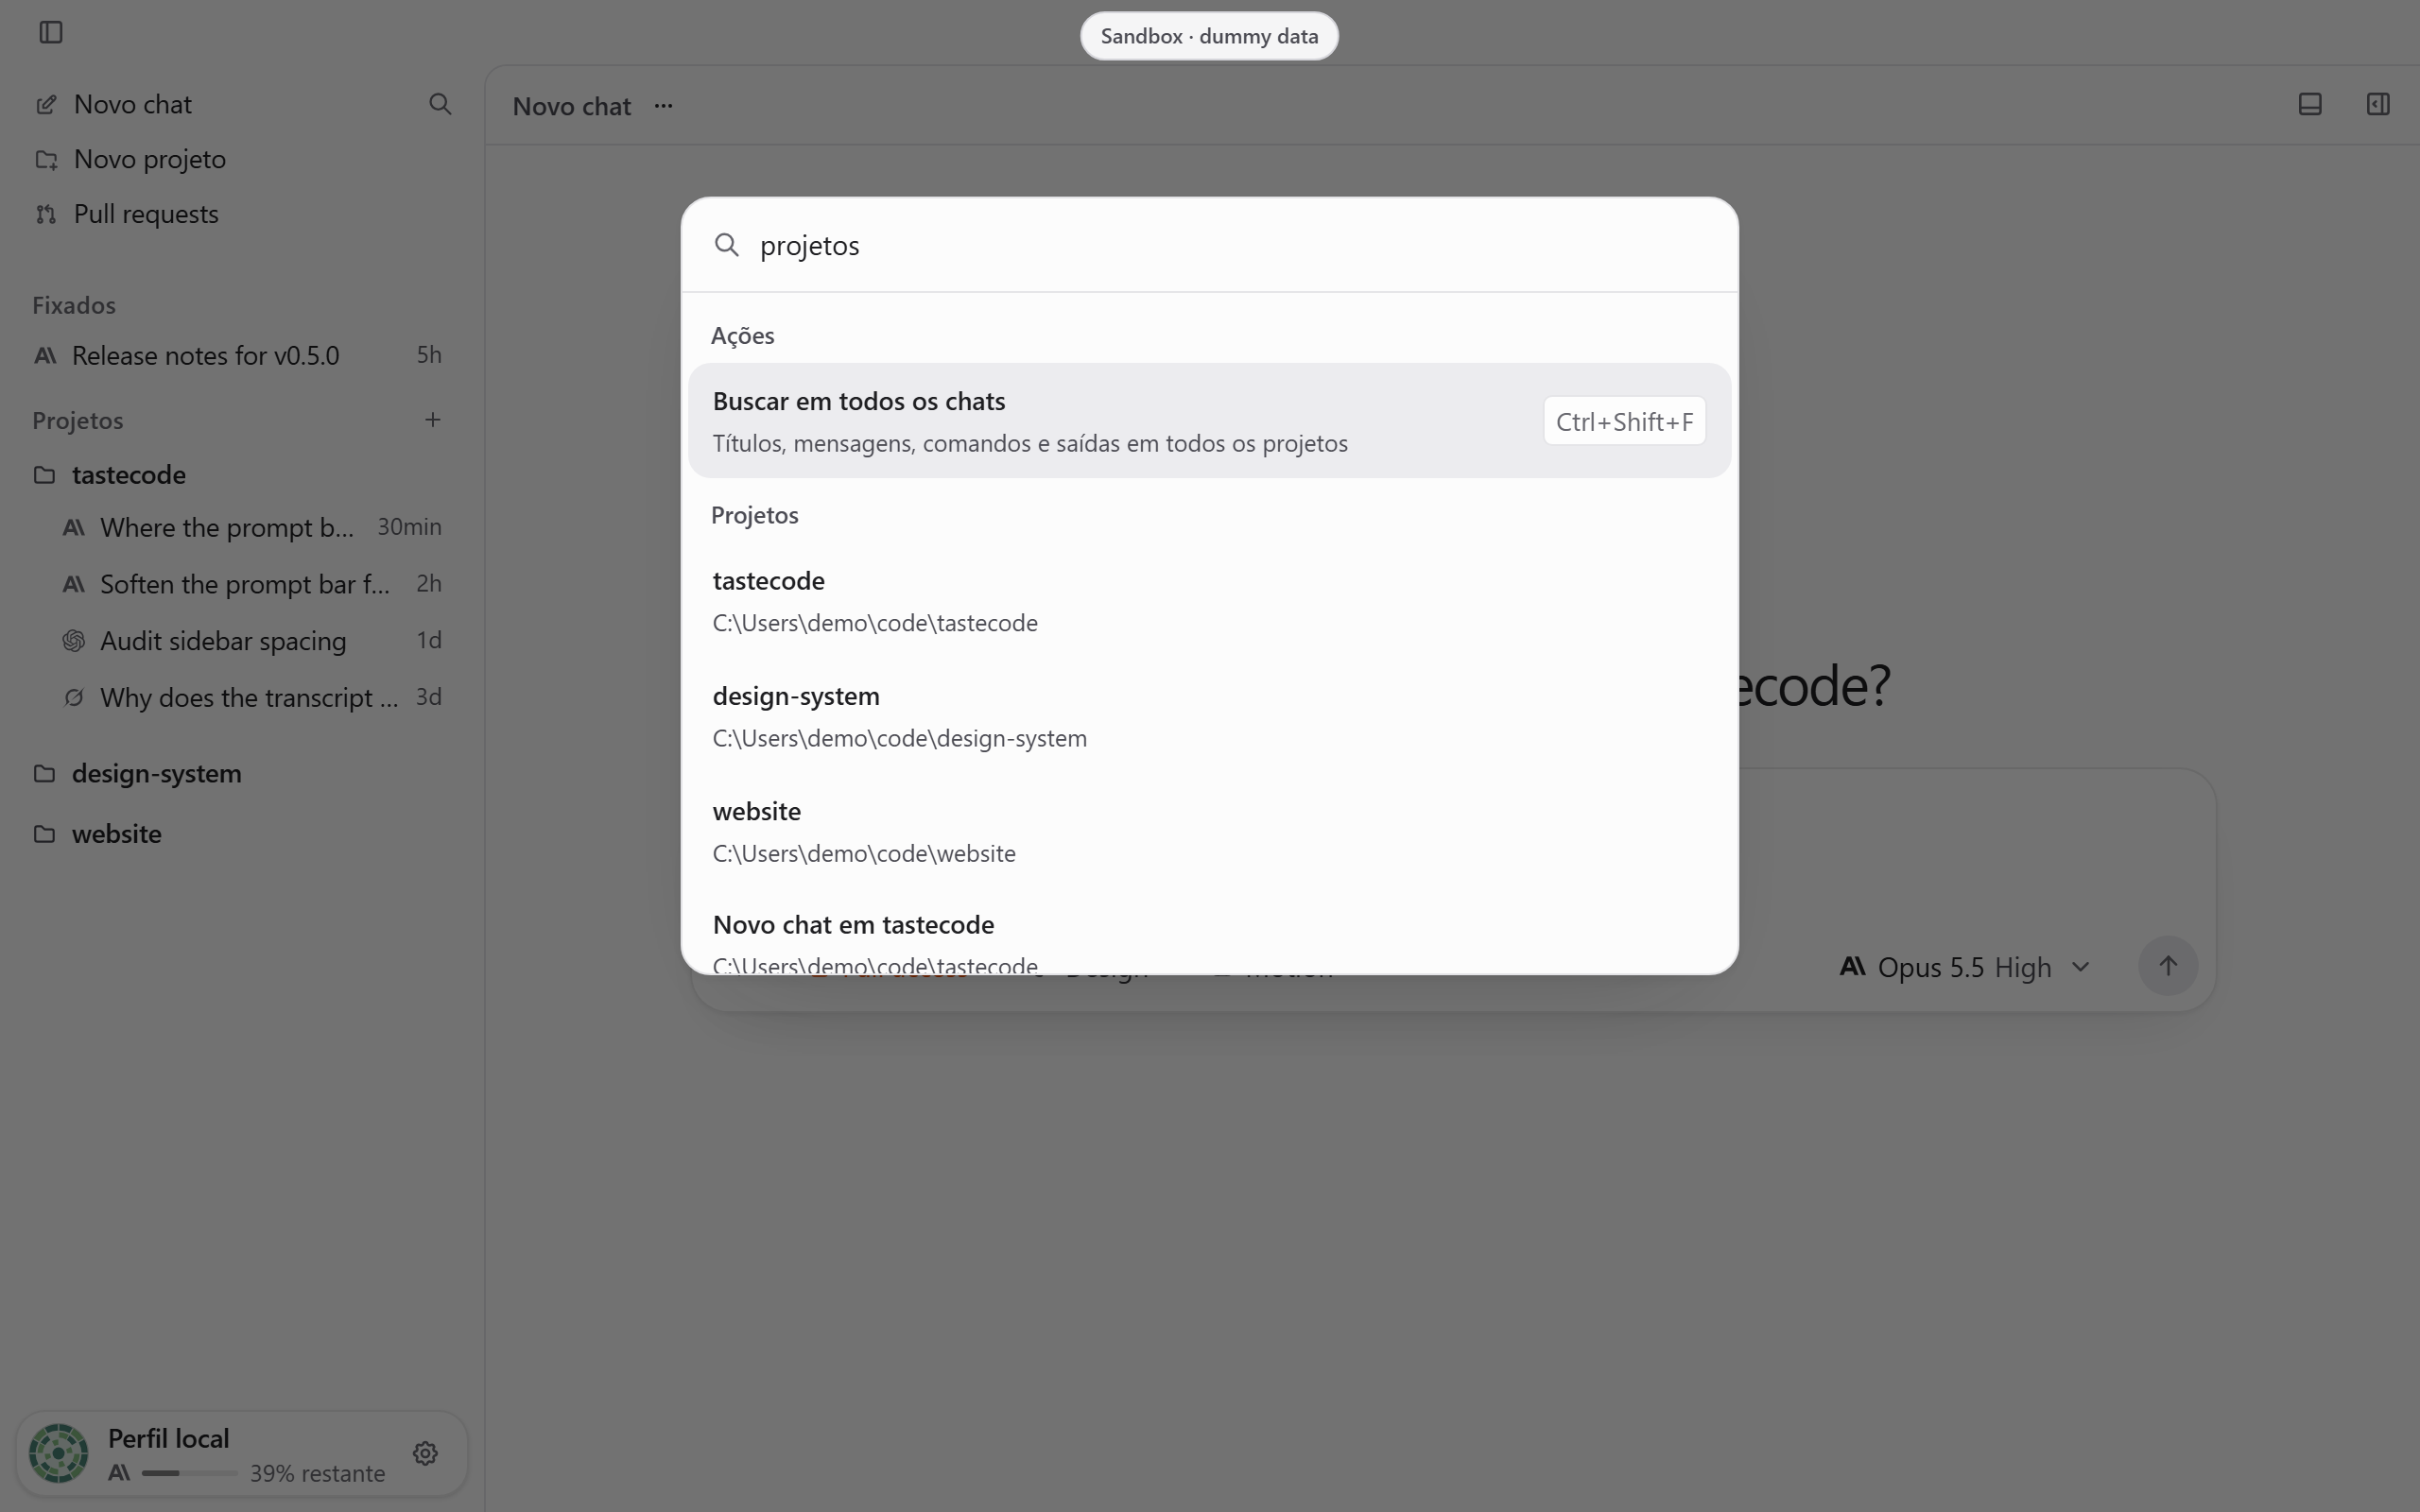 Sandbox · dummy data
Novo chat
Novo projeto
Pull requests
Fixados
Release notes for v0.5.0 5h
Projetos
tastecode
Where the prompt b... 30min
Soften the prompt bar f... 2h
Audit sidebar spacing 1d
Why does the transcript ... 3d
design-system
website
Perfil local
39% restante
Novo chat
projetos
Ações
Buscar em todos os chats
Ctrl+Shift+F
Títulos, mensagens, comandos e saídas em todos os projetos
Projetos
tastecode
C:\Users\demo\code\tastecode
design-system
C:\Users\demo\code\design-system
website
C:\Users\demo\code\website
Novo chat em tastecode
C:\Users\demo\code\tastecode
ecode?
Opus 5.5 High